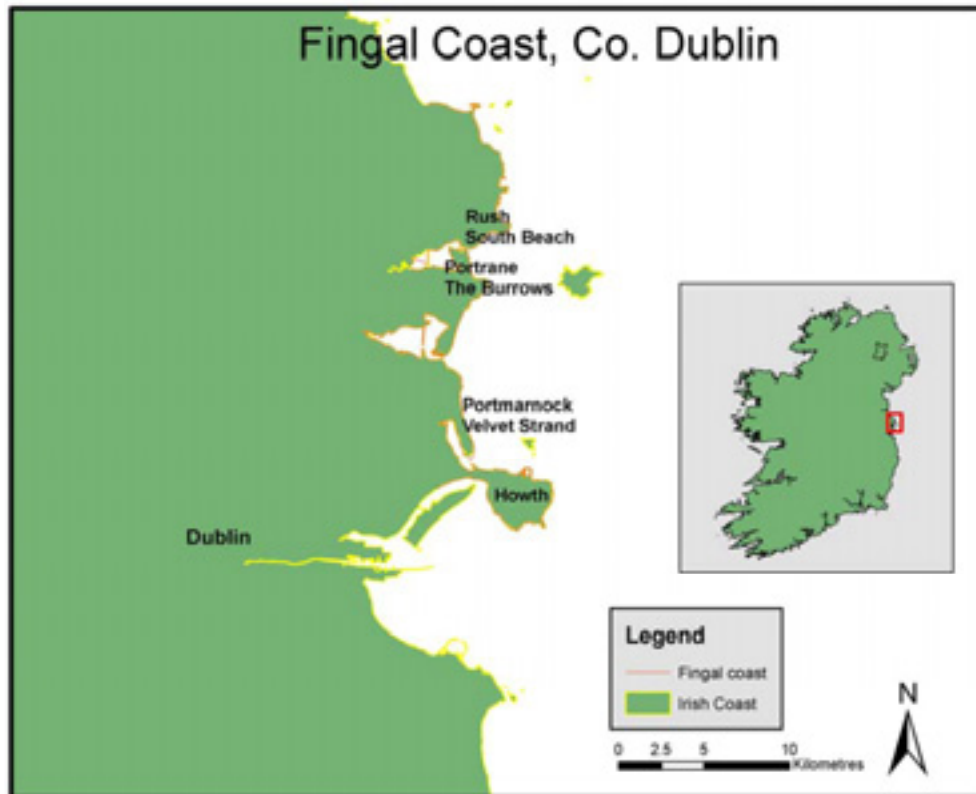 Fingal Coast, Co. Dublin
Rush
South Beach
Portrane
The Burrows
Portmarnock
Velvet Strand
Howth
Dublin
Legend
Fingal coast
Irish Coast
N
0 2.5 5 10
Kilometres